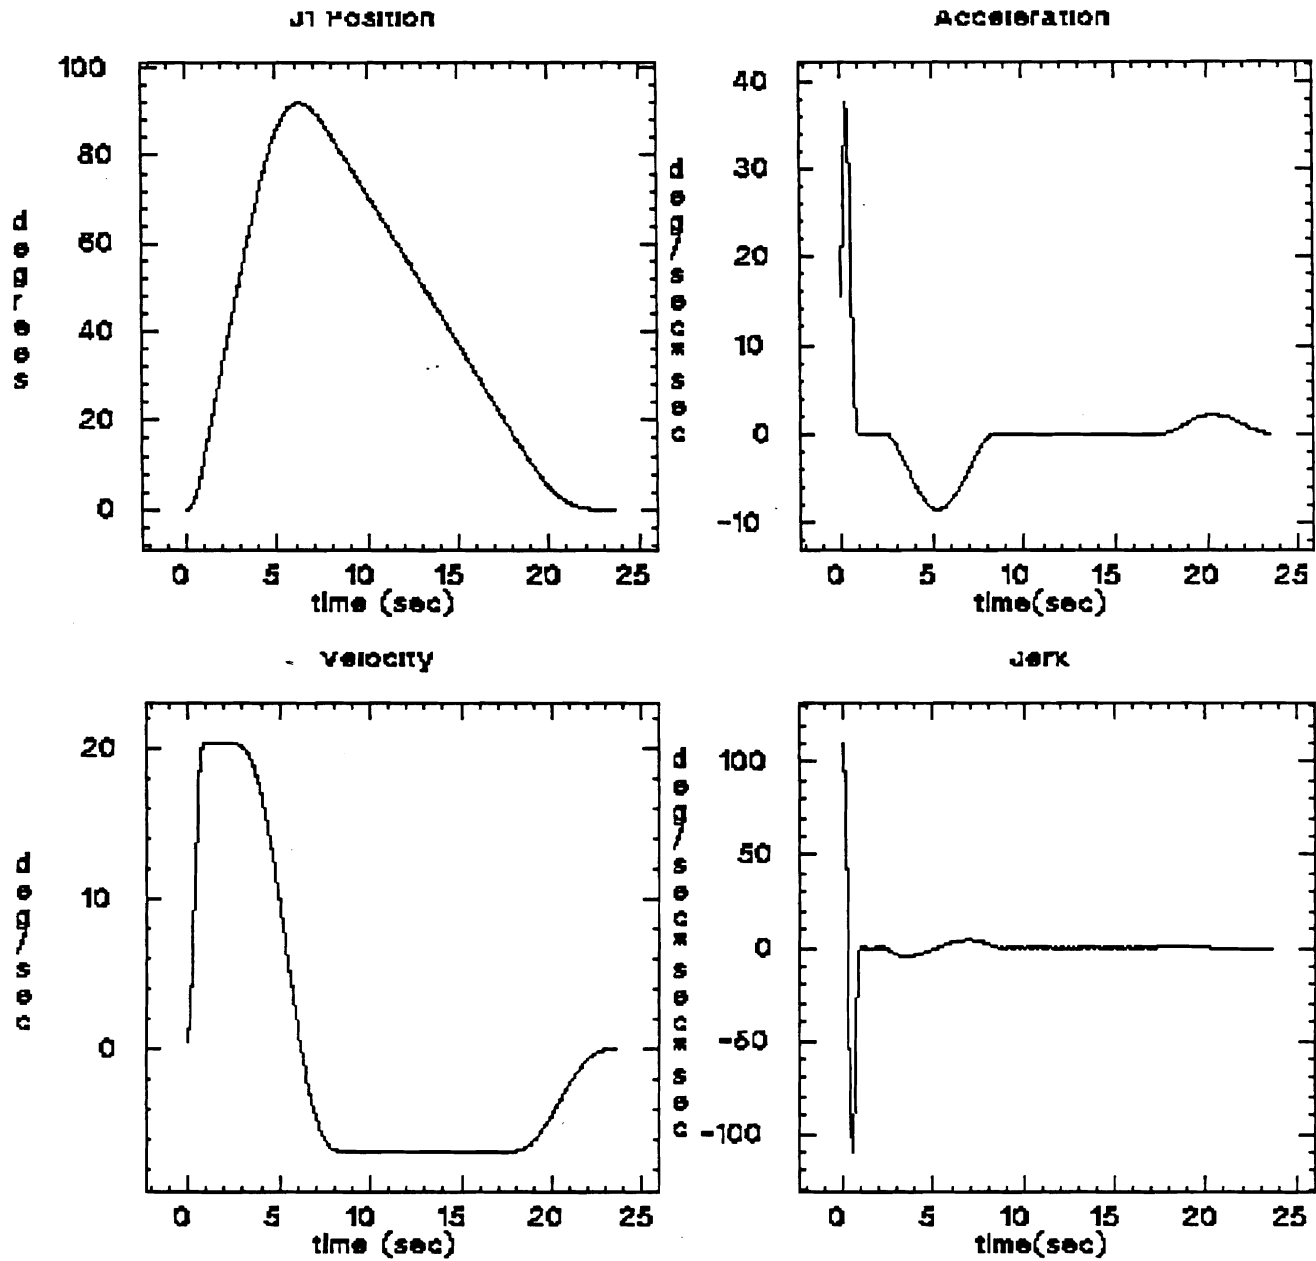 J1 Position
100
80
60
40
20
0
degrees
0 5 10 15 20 25
time (sec)
Acceleration
40
30
20
10
0
-10
deg/sec*sec
0 5 10 15 20 25
time(sec)
Velocity
20
10
0
deg/sec
0 5 10 15 20 25
time (sec)
Jerk
100
50
0
-50
-100
deg/sec*sec*sec
0 5 10 15 20 25
time(sec)